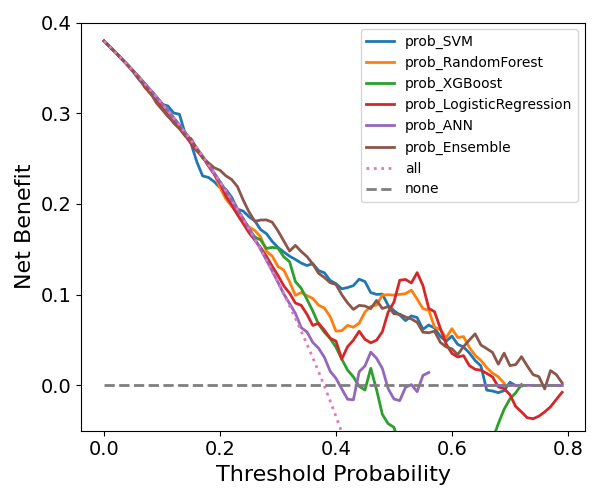 prob_SVM
prob_RandomForest
prob_XGBoost
prob_LogisticRegression
prob_ANN
prob_Ensemble
all
none
Net Benefit
0.4
0.3
0.2
0.1
0.0
0.0 0.2 0.4 0.6 0.8
Threshold Probability